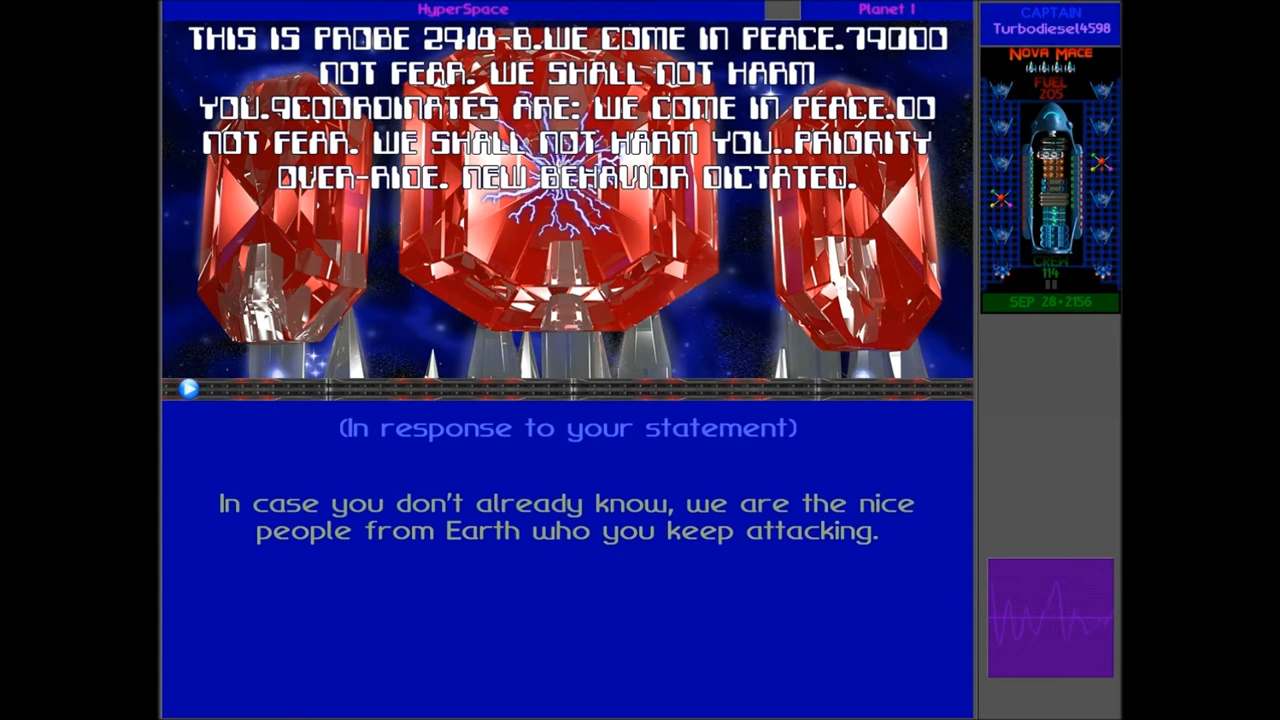 HyperSpace
Planet I
CAPTAIN
Turbodiesel4598
NOVA MACE
FUEL
205
CREW
114
SEP 28·2156
THIS IS PROBE 2418-B.WE COME IN PEACE.79000
NOT FEAR. WE SHALL NOT HARM
YOU.9COORDINATES ARE: WE COME IN PEACE.DO
NOT FEAR. WE SHALL NOT HARM YOU..PRIORITY
OVER-RIDE. NEW BEHAVIOR DICTATED.
(In response to your statement)
In case you don't already know, we are the nice
people from Earth who you keep attacking.